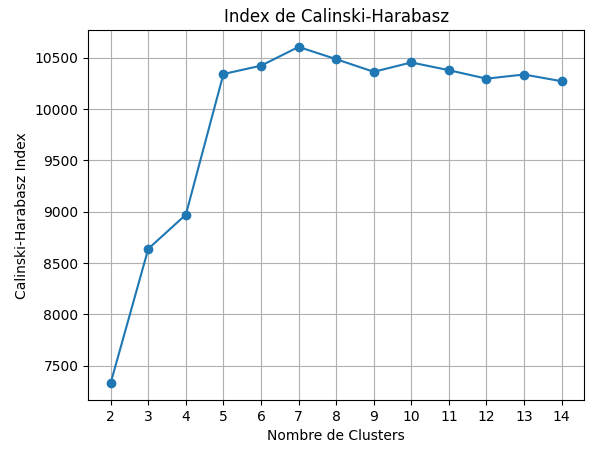 Index de Calinski-Harabasz
Calinski-Harabasz Index
10500
10000
9500
9000
8500
8000
7500
2 3 4 5 6 7 8 9 10 11 12 13 14
Nombre de Clusters